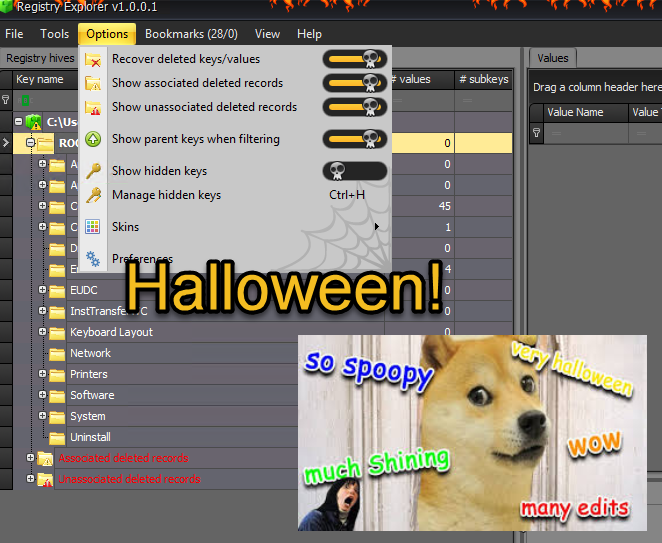 Registry Explorer v1.0.0.1
File Tools Options Bookmarks (28/0) View Help
Registry hives
Values
Recover deleted keys/values
Show associated deleted records
Show unassociated deleted records
Show parent keys when filtering
Show hidden keys
Manage hidden keys Ctrl+H
Skins
Preferences
Key name # values # subkeys
Drag a column header here
Value Name Value T
= = =
C:\Use
ROO 0
A 0
A 0
C 45
C 1
D 0
En 4
EUDC 0
InstTransfer C 0
Keyboard Layout 0
Network
Printers
Software
System
Uninstall
Associated deleted records
Unassociated deleted records
Halloween!
so spoopy
very halloween
much Shining
wow
many edits